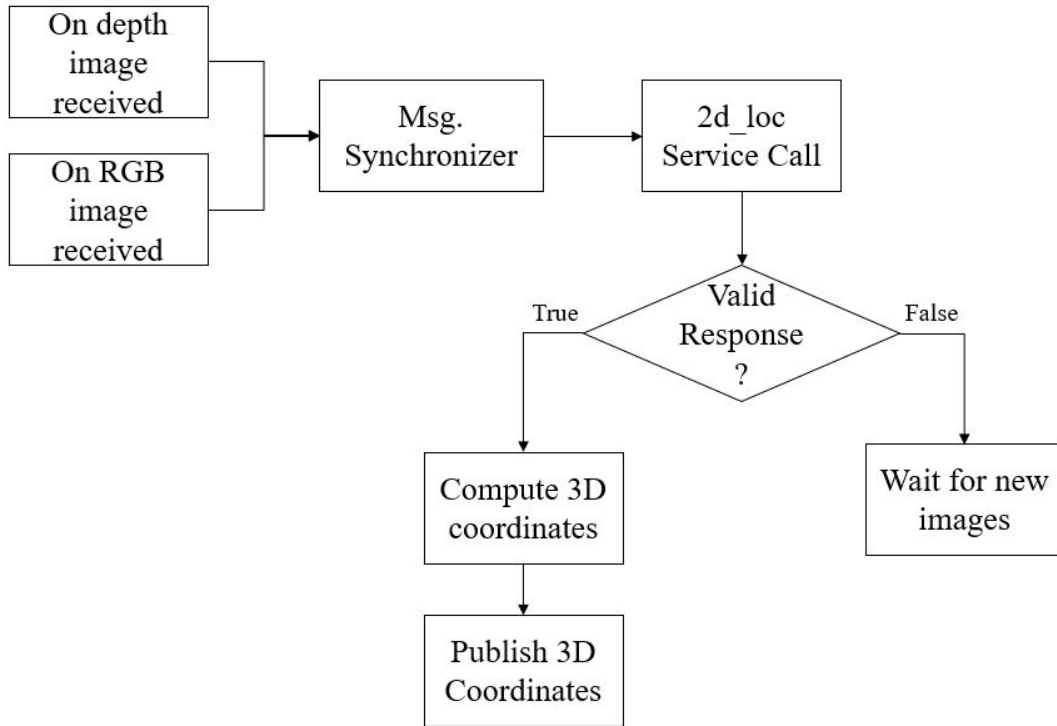 On depth
image
received
On RGB
image
received
Msg.
Synchronizer
2d_loc
Service Call
Valid
Response
?
True
False
Compute 3D
coordinates
Wait for new
images
Publish 3D
Coordinates